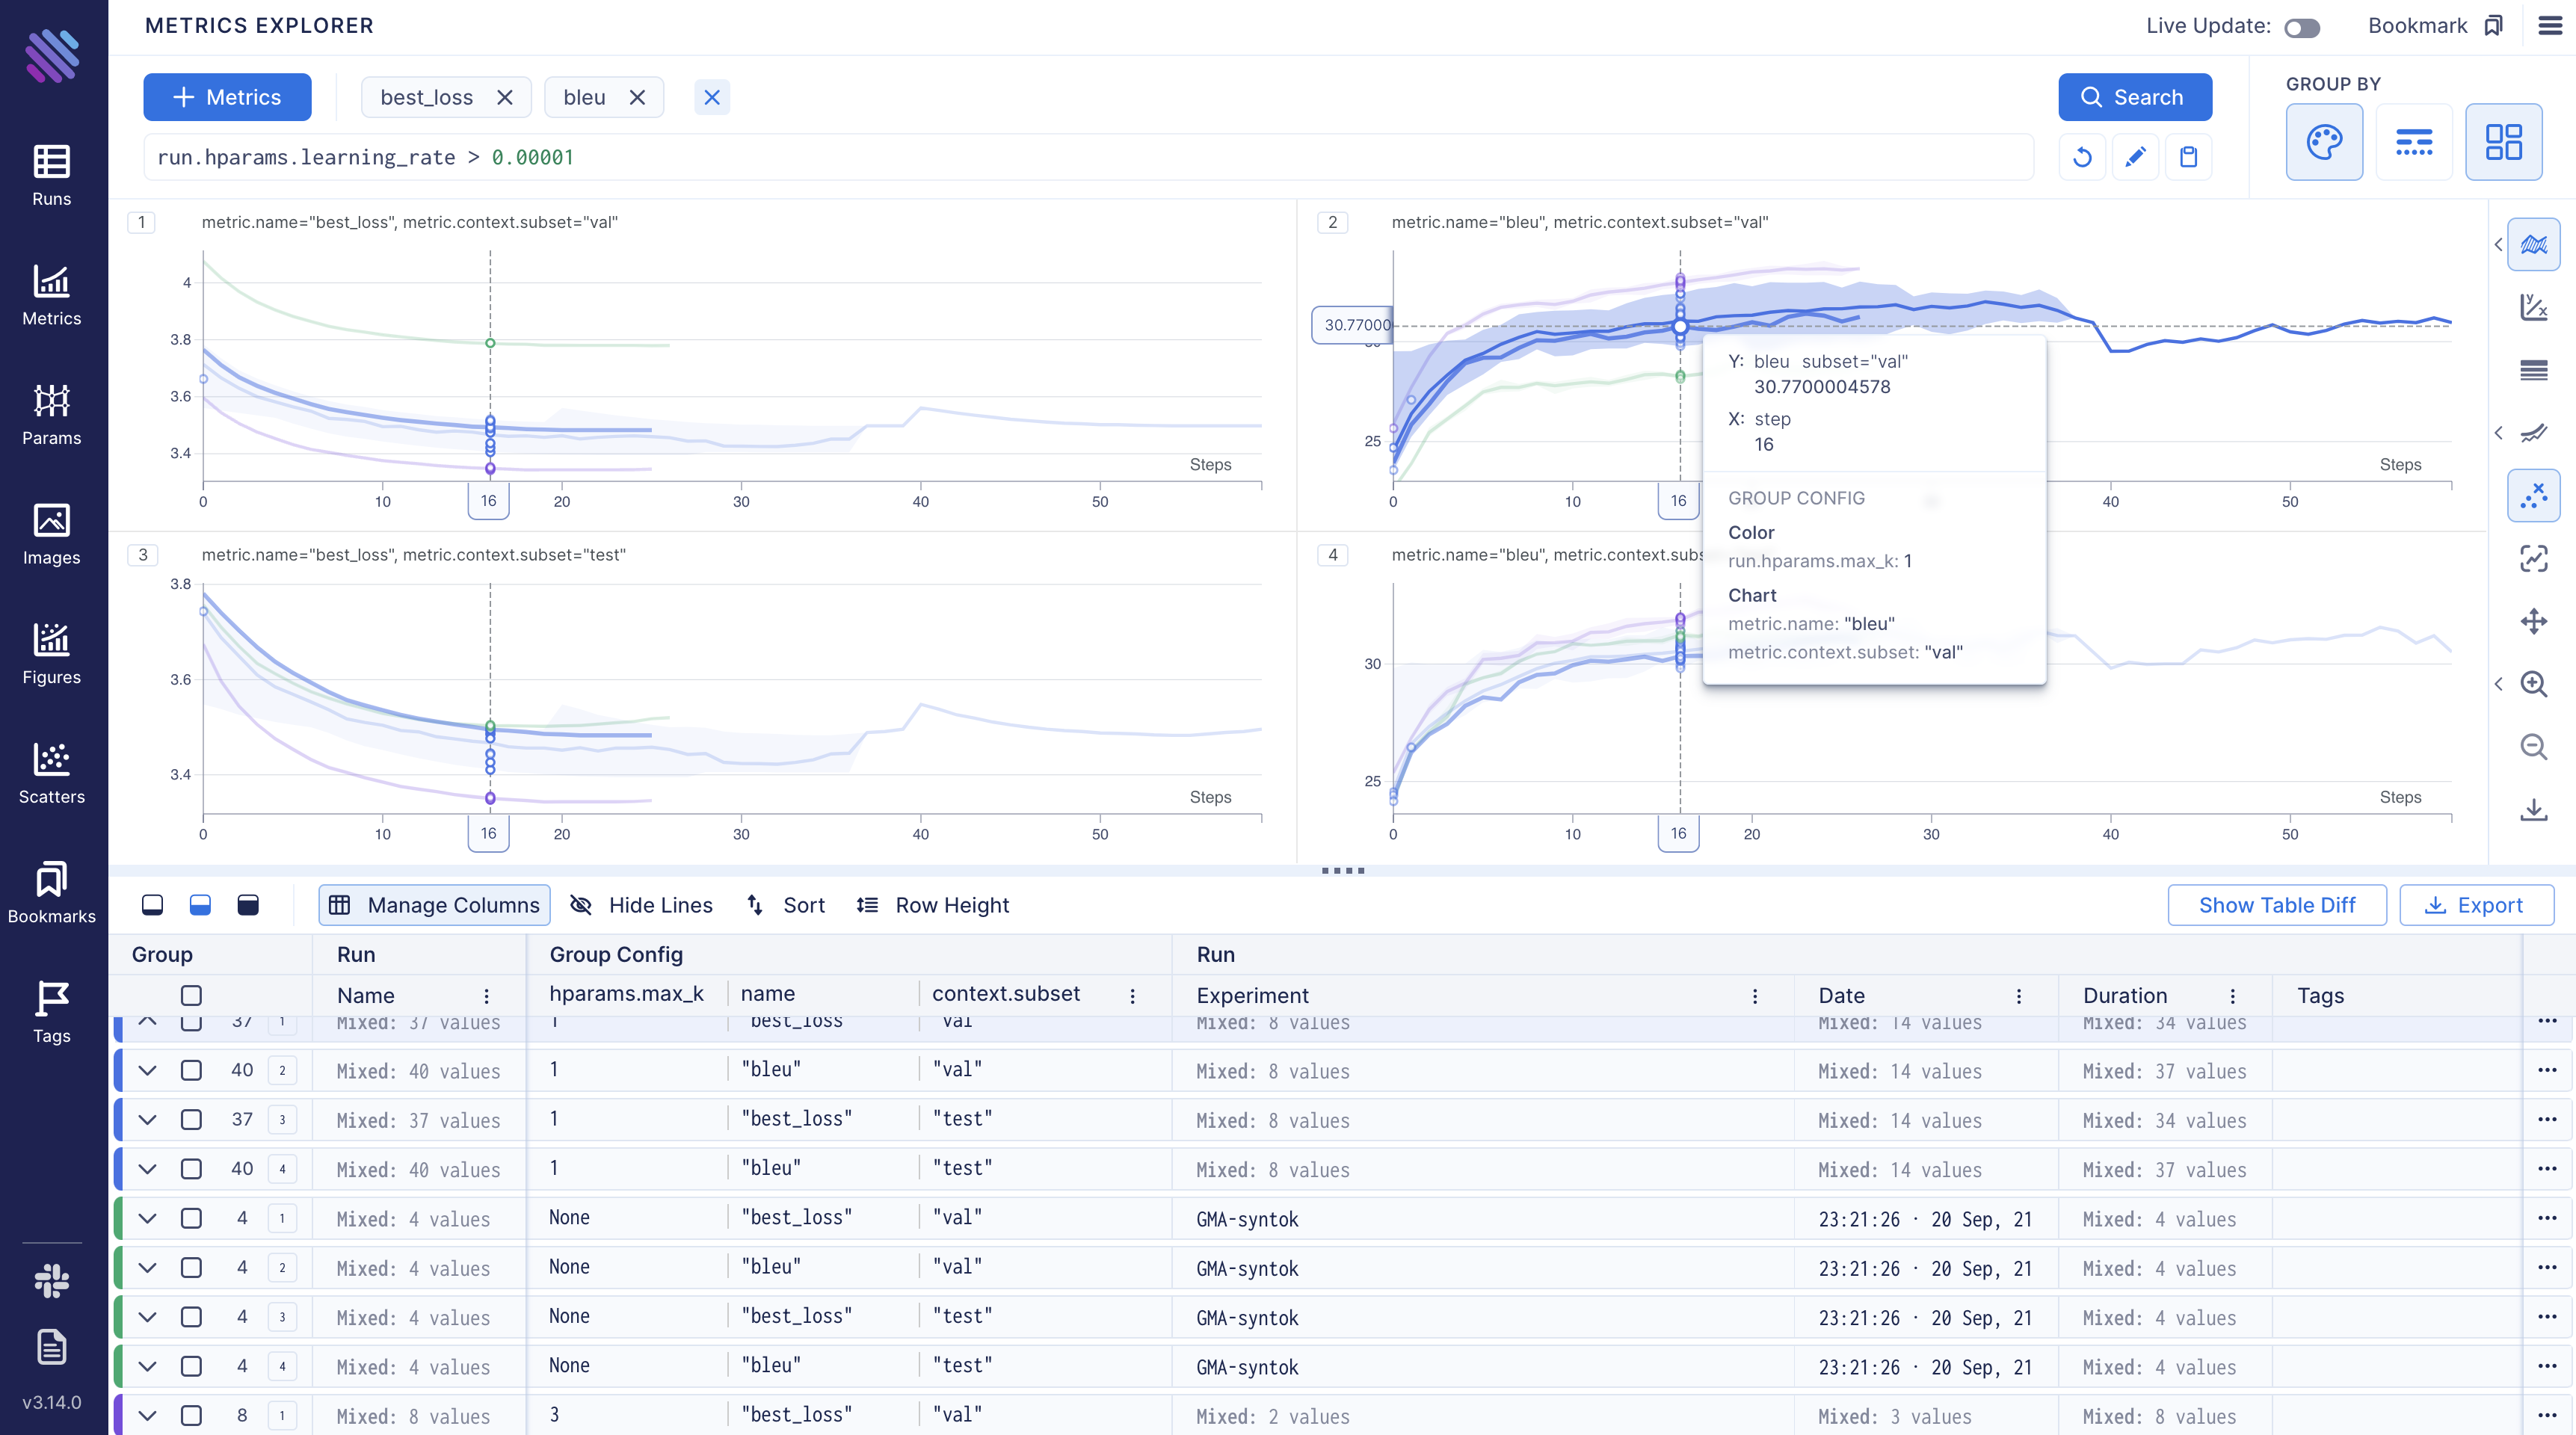 METRICS EXPLORER
Live Update:
Bookmark
Metrics
best_loss
bleu
Search
GROUP BY
run.hparams.learning_rate > 0.00001
Runs
Metrics
Params
Images
Figures
Scatters
Bookmarks
Tags
v3.14.0
1
metric.name="best_loss", metric.context.subset="val"
4
3.8
3.6
3.4
Steps
0 10 16 20 30 40 50
2
metric.name="bleu", metric.context.subset="val"
30.77000
25
Steps
0 10 16 40 50
Y: bleu subset="val"
30.7700004578
X: step
16
GROUP CONFIG
Color
run.hparams.max_k: 1
Chart
metric.name: "bleu"
metric.context.subset: "val"
3
metric.name="best_loss", metric.context.subset="test"
3.8
3.6
3.4
Steps
0 10 16 20 30 40 50
4
metric.name="bleu", metric.context.subs
30
25
Steps
0 10 16 20 30 40 50
Manage Columns
Hide Lines
Sort
Row Height
Show Table Diff
Export
Group Run Group Config Run
Name hparams.max_k name context.subset Experiment Date Duration Tags
37 1 Mixed: 37 values 1 "best_loss" "val" Mixed: 8 values Mixed: 14 values Mixed: 34 values
40 2 Mixed: 40 values 1 "bleu" "val" Mixed: 8 values Mixed: 14 values Mixed: 37 values
37 3 Mixed: 37 values 1 "best_loss" "test" Mixed: 8 values Mixed: 14 values Mixed: 34 values
40 4 Mixed: 40 values 1 "bleu" "test" Mixed: 8 values Mixed: 14 values Mixed: 37 values
4 1 Mixed: 4 values None "best_loss" "val" GMA-syntok 23:21:26 · 20 Sep, 21 Mixed: 4 values
4 2 Mixed: 4 values None "bleu" "val" GMA-syntok 23:21:26 · 20 Sep, 21 Mixed: 4 values
4 3 Mixed: 4 values None "best_loss" "test" GMA-syntok 23:21:26 · 20 Sep, 21 Mixed: 4 values
4 4 Mixed: 4 values None "bleu" "test" GMA-syntok 23:21:26 · 20 Sep, 21 Mixed: 4 values
8 1 Mixed: 8 values 3 "best_loss" "val" Mixed: 2 values Mixed: 3 values Mixed: 8 values